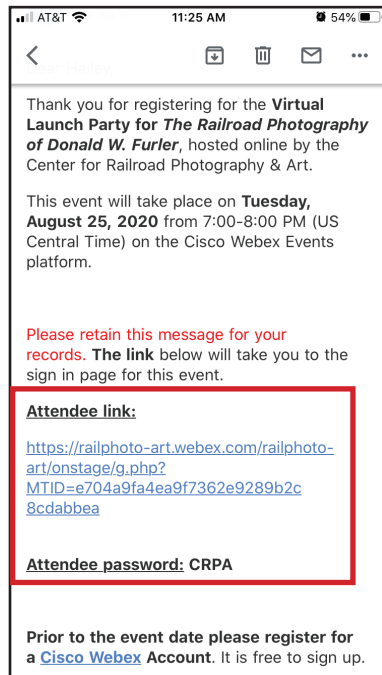 AT&T 11:25 AM 54%
Dear Hailey,
Thank you for registering for the Virtual
Launch Party for The Railroad Photography
of Donald W. Furler, hosted online by the
Center for Railroad Photography & Art.
This event will take place on Tuesday,
August 25, 2020 from 7:00-8:00 PM (US
Central Time) on the Cisco Webex Events
platform.
Please retain this message for your
records. The link below will take you to the
sign in page for this event.
Attendee link:
https://railphoto-art.webex.com/railphoto-
art/onstage/g.php?
MTID=e704a9fa4ea9f7362e9289b2c
8cdabbea
Attendee password: CRPA
Prior to the event date please register for
a Cisco Webex Account. It is free to sign up.